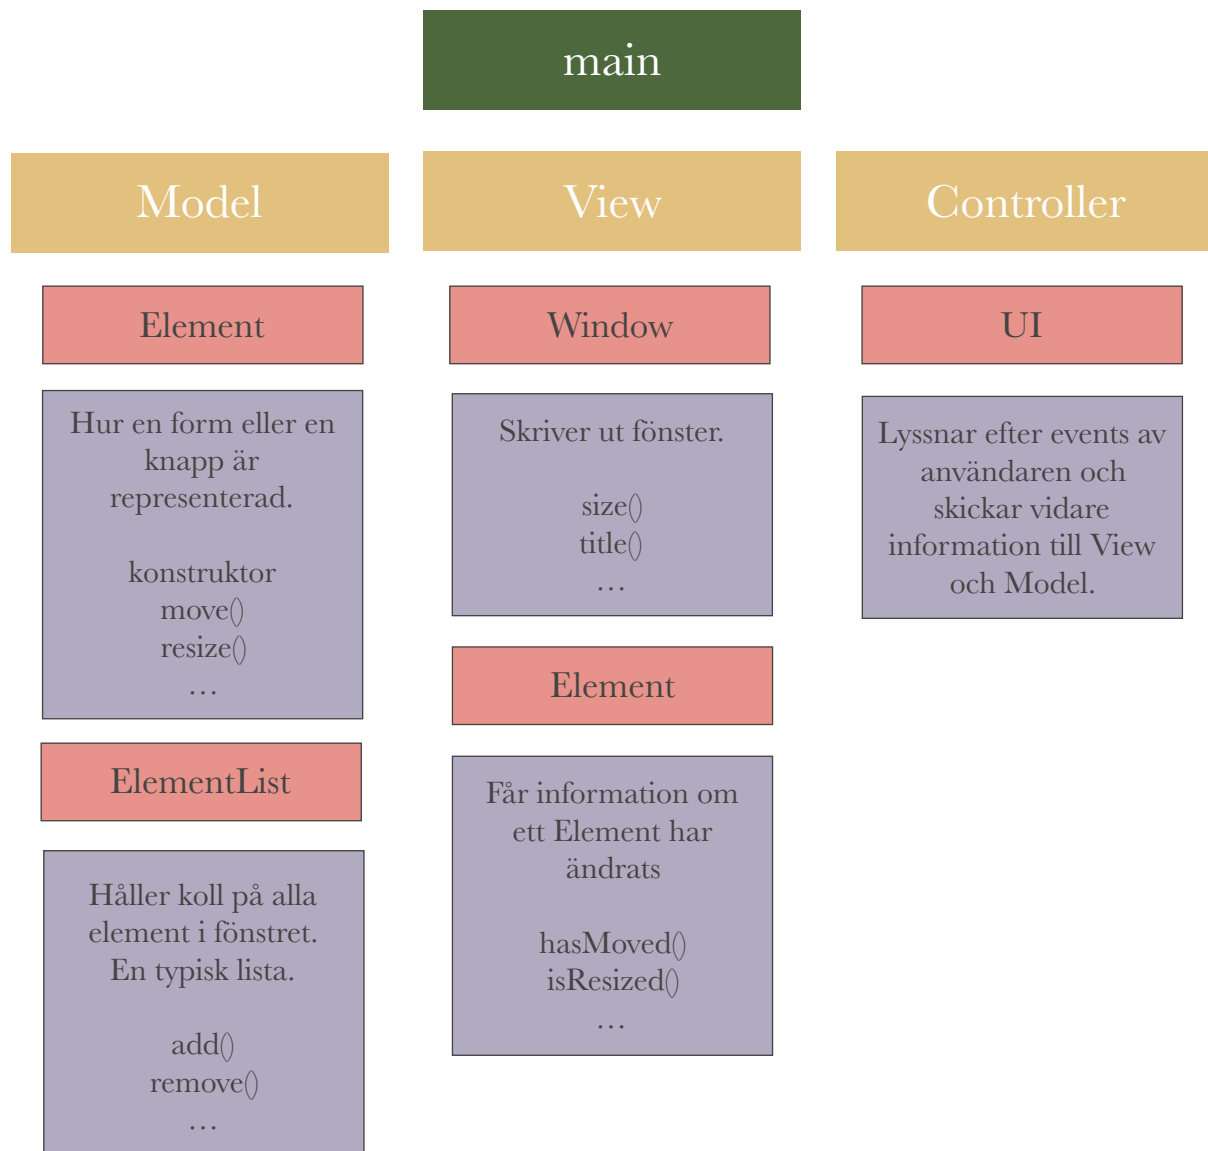 main
Model
View
Controller
Element
Hur en form eller en
knapp är
representerad.
konstruktor
move()
resize()
…
ElementList
Håller koll på alla
element i fönstret.
En typisk lista.
add()
remove()
…
Window
Skriver ut fönster.
size()
title()
…
Element
Får information om
ett Element har
ändrats
hasMoved()
isResized()
…
UI
Lyssnar efter events av
användaren och
skickar vidare
information till View
och Model.